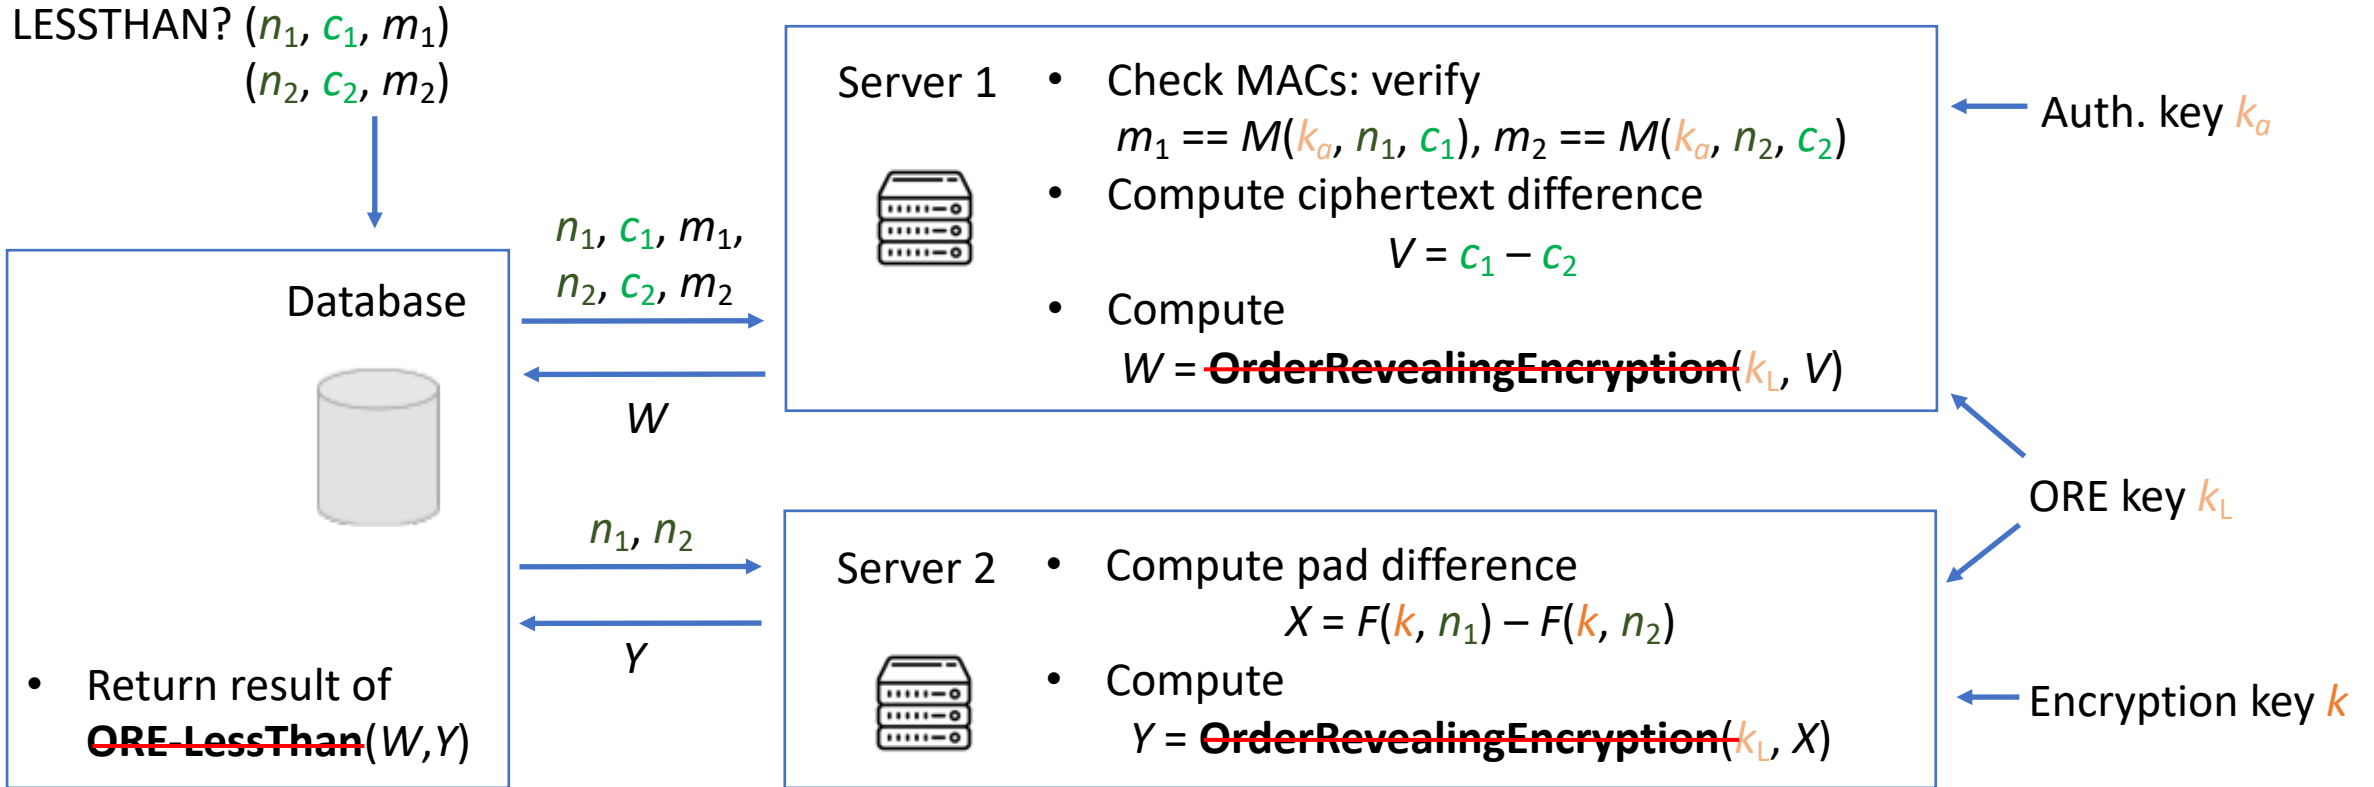 LESSTHAN? (n₁, c₁, m₁)
(n₂, c₂, m₂)
Database
• Return result of
ORE-LessThan(W,Y)
n₁, c₁, m₁,
n₂, c₂, m₂
W
n₁, n₂
Y
Server 1
• Check MACs: verify
m₁ == M(kₐ, n₁, c₁), m₂ == M(kₐ, n₂, c₂)
• Compute ciphertext difference
V = c₁ – c₂
• Compute
W = OrderRevealingEncryption(k_L, V)
Server 2
• Compute pad difference
X = F(k, n₁) – F(k, n₂)
• Compute
Y = OrderRevealingEncryption(k_L, X)
Auth. key kₐ
ORE key k_L
Encryption key k